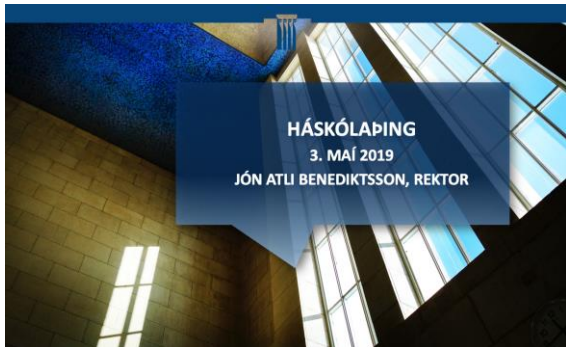 HÁSKÓLAÞING
3. MAÍ 2019
JÓN ATLI BENEDIKTSSON, REKTOR